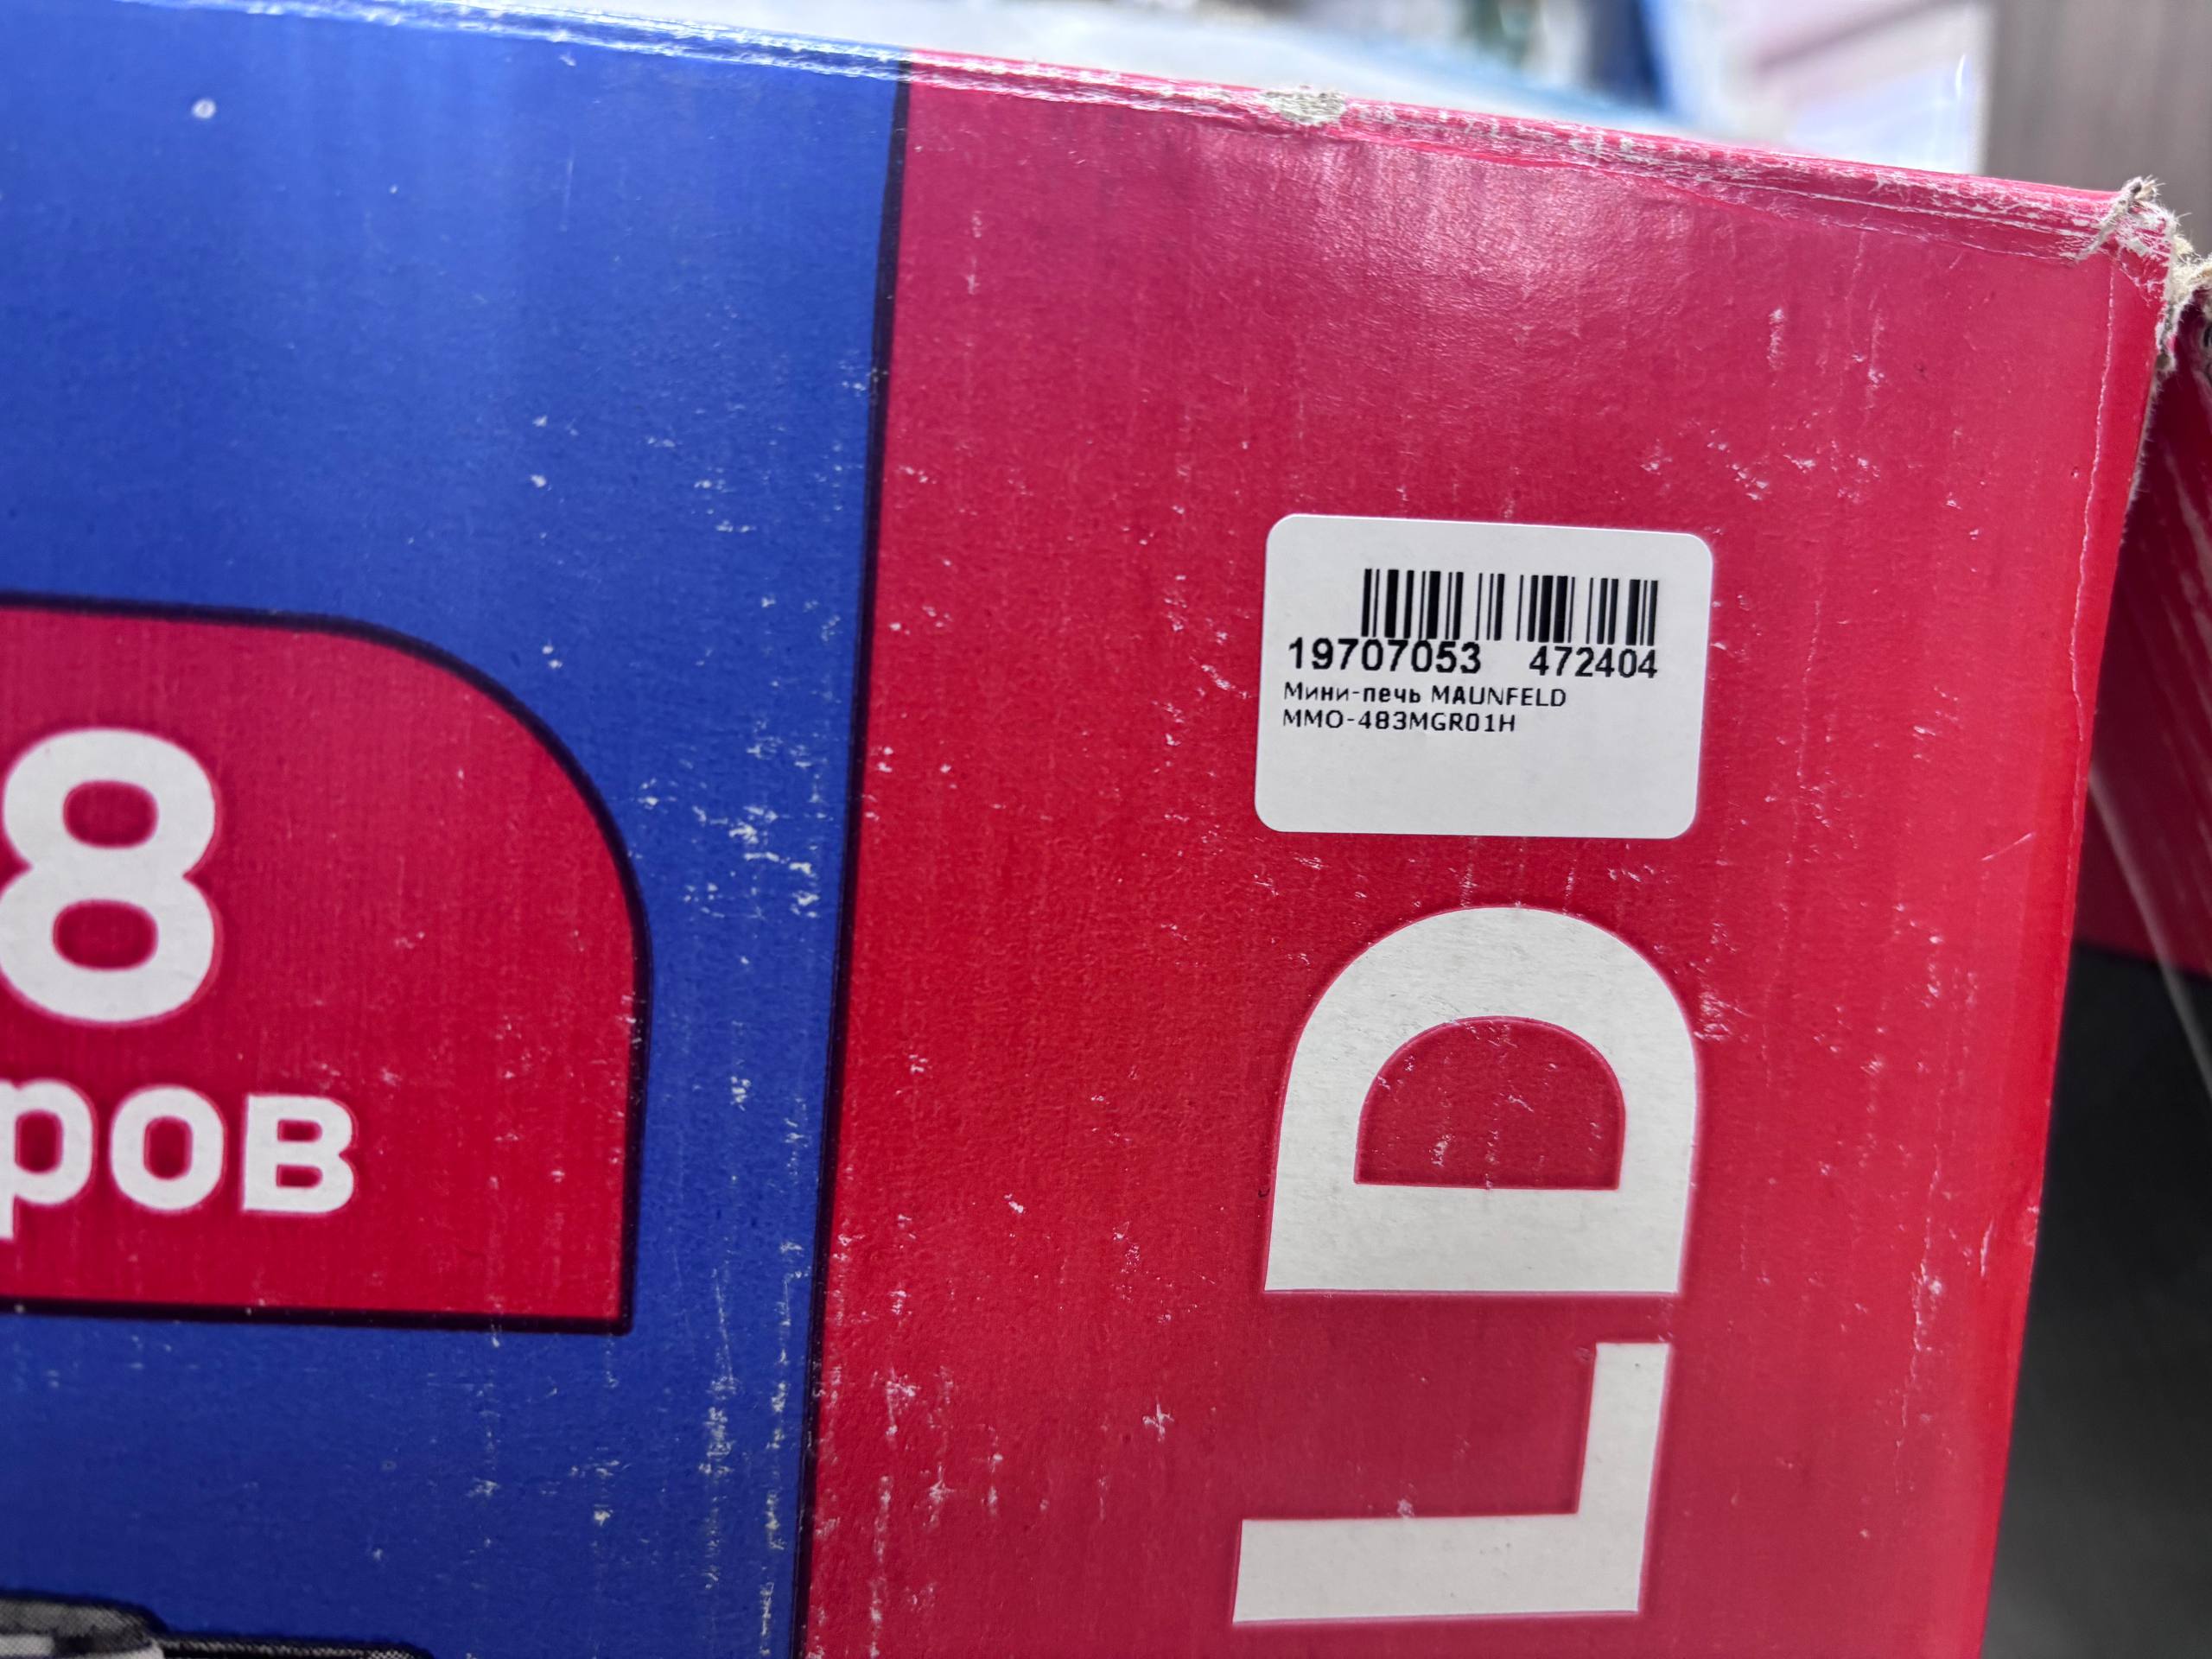 19707053 472404
Мини-печь MAUNFELD
MMO-483MGR01H
8
ров
LD